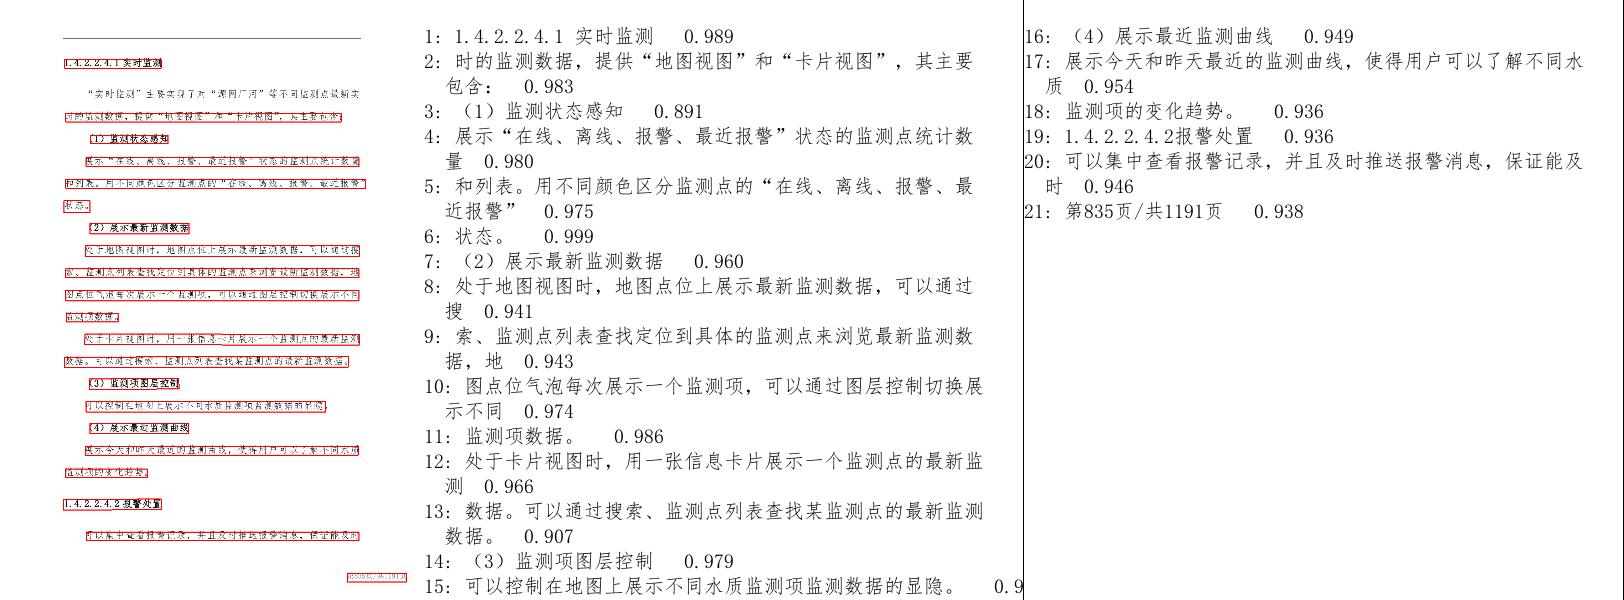 1.4.2.2.4.1 实时监测
“实时监测”主要实现了对“源网厂河”等不同监测点最新实
时的监测数据，提供“地图视图”和“卡片视图”，其主要包含：
（1）监测状态感知
展示“在线、离线、报警、最近报警”状态的监测点统计数量
和列表。用不同颜色区分监测点的“在线、离线、报警、最近报警”
状态。
（2）展示最新监测数据
处于地图视图时，地图点位上展示最新监测数据，可以通过搜
索、监测点列表查找定位到具体的监测点来浏览最新监测数据，地
图点位气泡每次展示一个监测项，可以通过图层控制切换展示不同
监测项数据。
处于卡片视图时，用一张信息卡片展示一个监测点的最新监测
数据。可以通过搜索、监测点列表查找某监测点的最新监测数据。
（3）监测项图层控制
可以控制在地图上展示不同水质监测项监测数据的显隐。
（4）展示最近监测曲线
展示今天和昨天最近的监测曲线，使得用户可以了解不同水质
监测项的变化趋势。
1.4.2.2.4.2 报警处置
可以集中查看报警记录，并且及时推送报警消息，保证能及时
第835页/共1191页
1: 1.4.2.2.4.1 实时监测 0.989
2: 时的监测数据，提供“地图视图”和“卡片视图”，其主要
包含： 0.983
3: （1）监测状态感知 0.891
4: 展示“在线、离线、报警、最近报警”状态的监测点统计数
量 0.980
5: 和列表。用不同颜色区分监测点的“在线、离线、报警、最
近报警” 0.975
6: 状态。 0.999
7: （2）展示最新监测数据 0.960
8: 处于地图视图时，地图点位上展示最新监测数据，可以通过
搜 0.941
9: 索、监测点列表查找定位到具体的监测点来浏览最新监测数
据，地 0.943
10: 图点位气泡每次展示一个监测项，可以通过图层控制切换展
示不同 0.974
11: 监测项数据。 0.986
12: 处于卡片视图时，用一张信息卡片展示一个监测点的最新监
测 0.966
13: 数据。可以通过搜索、监测点列表查找某监测点的最新监测
数据。 0.907
14: （3）监测项图层控制 0.979
15: 可以控制在地图上展示不同水质监测项监测数据的显隐。 0.9
16: （4）展示最近监测曲线 0.949
17: 展示今天和昨天最近的监测曲线，使得用户可以了解不同水
质 0.954
18: 监测项的变化趋势。 0.936
19: 1.4.2.2.4.2报警处置 0.936
20: 可以集中查看报警记录，并且及时推送报警消息，保证能及
时 0.946
21: 第835页/共1191页 0.938